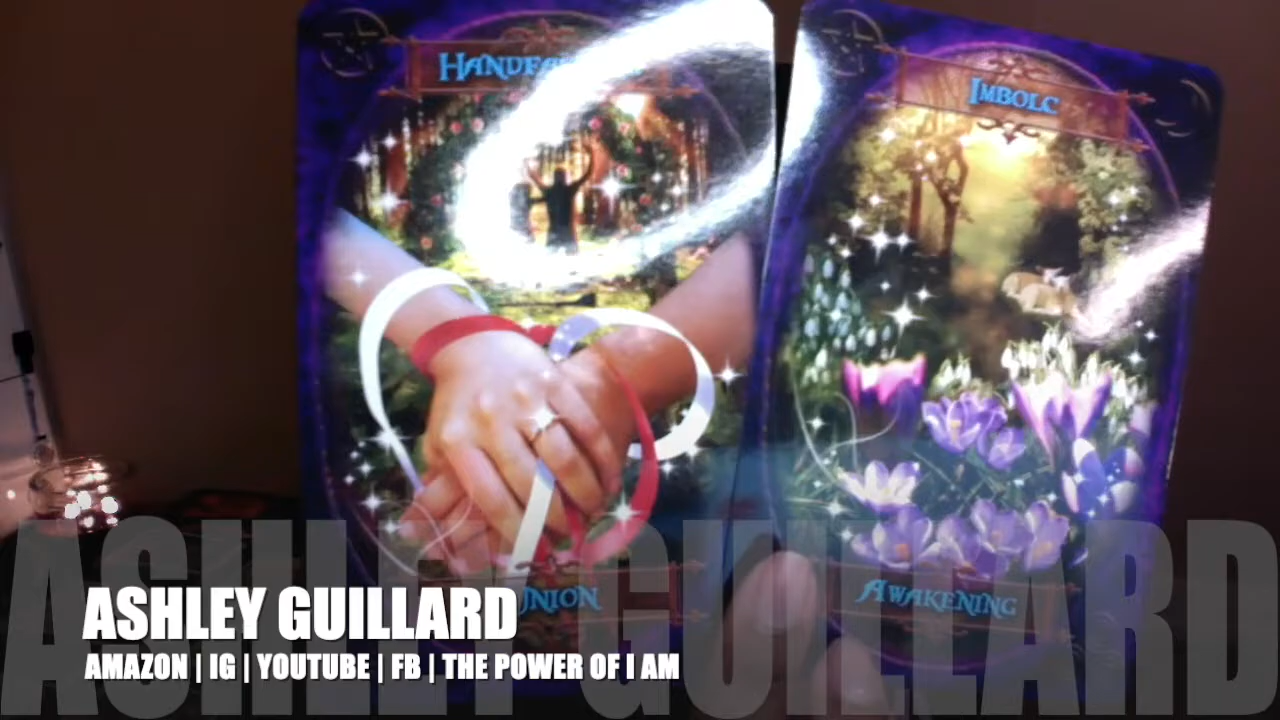 IMBOLC
AWAKENING
ASHLEY GUILLARD
ASHLEY GUILLARD
AMAZON | IG | YOUTUBE | FB | THE POWER OF I AM